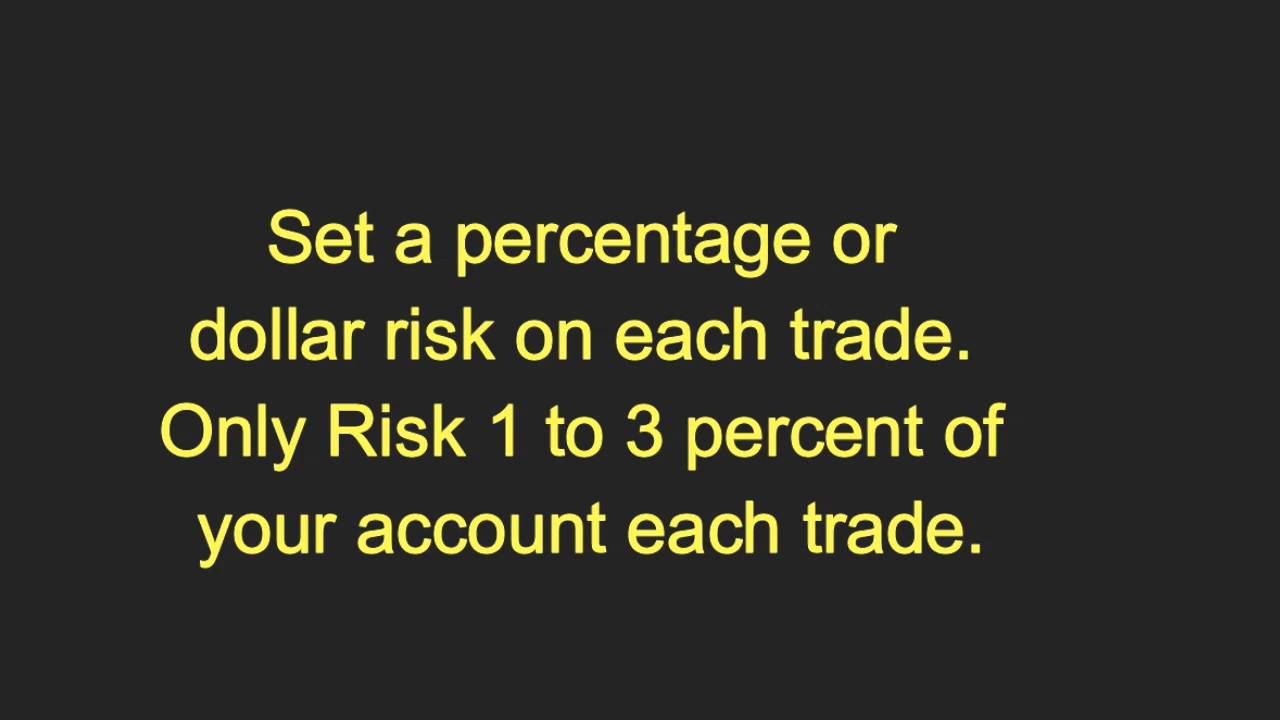 Set a percentage or
dollar risk on each trade.
Only Risk 1 to 3 percent of
your account each trade.